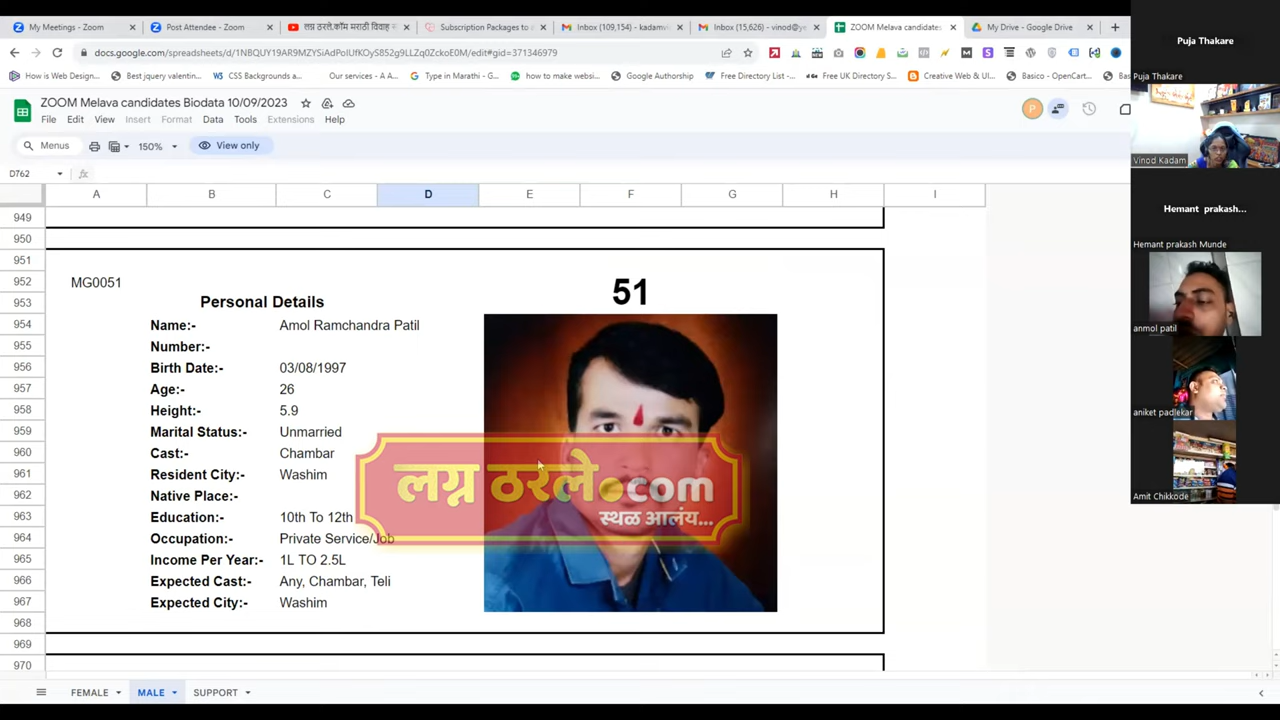 My Meetings - Zoom
Post Attendee - Zoom
लग्न ठरले.कॉम मराठी विवाह स
Subscription Packages to s
Inbox (109,154) - kadamvi
Inbox (15,626) - vinod@ye
ZOOM Melava candidates
My Drive - Google Drive
docs.google.com/spreadsheets/d/1NBQUY19AR9MZYSiAdPolUfKOyS852g9LLzQ0ZckoE0M/edit#gid=371346979
How is Web Design...
Best jquery valentin...
CSS Backgrounds a...
Our services - A A...
Type in Marathi - G...
how to make websi...
Google Authorship
Free Directory List -...
Free UK Directory S...
Creative Web & UI...
Basico - OpenCart...
Bas
ZOOM Melava candidates Biodata 10/09/2023
File Edit View Insert Format Data Tools Extensions Help
P
Menus 150% View only
D762 fx
A B C D E F G H I
949
950
951
952 MG0051 51
953 Personal Details
954 Name:- Amol Ramchandra Patil
955 Number:-
956 Birth Date:- 03/08/1997
957 Age:- 26
958 Height:- 5.9
959 Marital Status:- Unmarried
960 Cast:- Chambar
961 Resident City:- Washim
962 Native Place:-
963 Education:- 10th To 12th
964 Occupation:- Private Service/Job
965 Income Per Year:- 1L TO 2.5L
966 Expected Cast:- Any, Chambar, Teli
967 Expected City:- Washim
968
969
970
लग्न ठरले.com
स्थळ आलंय...
FEMALE MALE SUPPORT
Puja Thakare
Puja Thakare
Vinod Kadam
Hemant prakash...
Hemant prakash Munde
anmol patil
aniket padlekar
Amit Chikkode